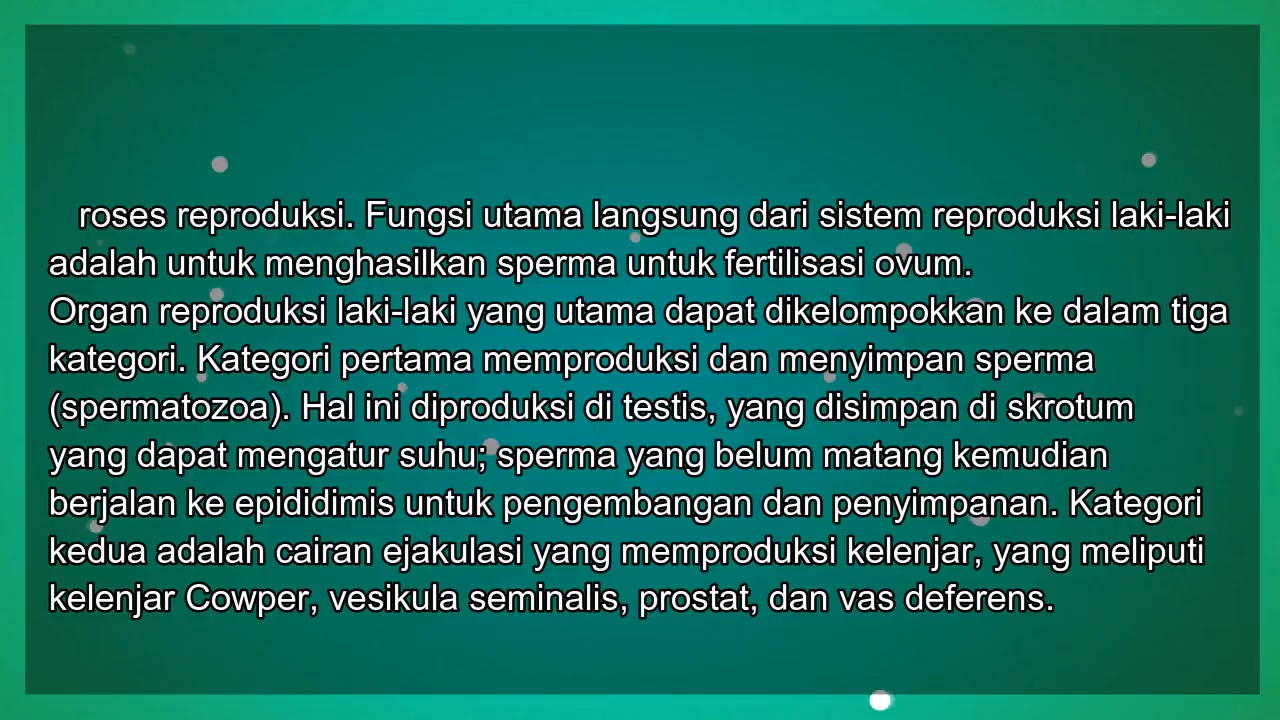 roses reproduksi. Fungsi utama langsung dari sistem reproduksi laki-laki
adalah untuk menghasilkan sperma untuk fertilisasi ovum.
Organ reproduksi laki-laki yang utama dapat dikelompokkan ke dalam tiga
kategori. Kategori pertama memproduksi dan menyimpan sperma
(spermatozoa). Hal ini diproduksi di testis, yang disimpan di skrotum
yang dapat mengatur suhu; sperma yang belum matang kemudian
berjalan ke epididimis untuk pengembangan dan penyimpanan. Kategori
kedua adalah cairan ejakulasi yang memproduksi kelenjar, yang meliputi
kelenjar Cowper, vesikula seminalis, prostat, dan vas deferens.